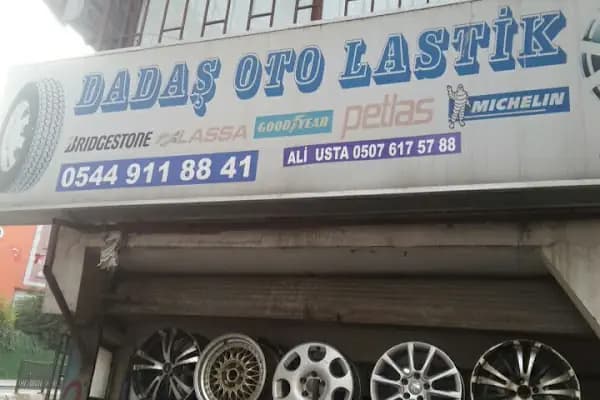 DADAŞ OTO LASTİK
BRIDGESTONE LASSA GOODYEAR petlas MICHELIN
0544 911 88 41 ALİ USTA 0507 617 57 88